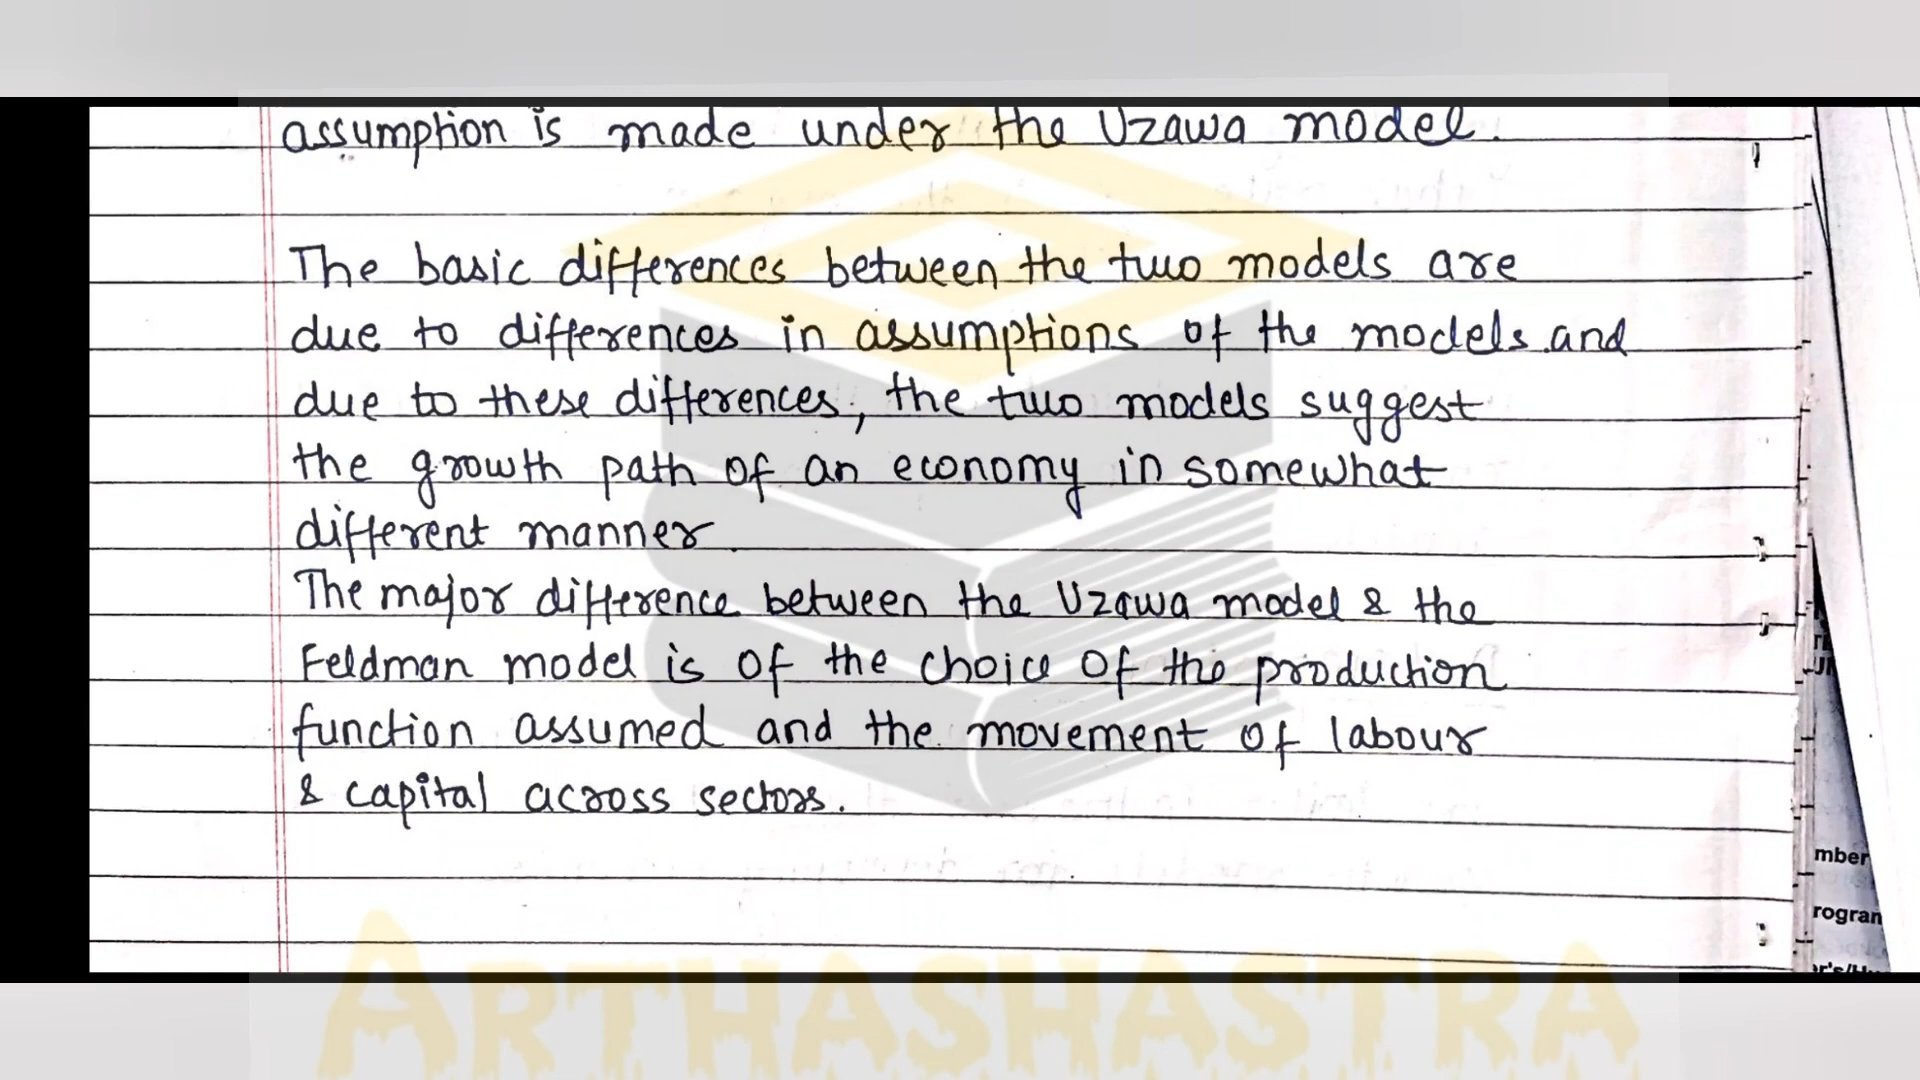 assumption is made under the Uzawa model.
The basic differences between the two models are
due to differences in assumptions of the models and
due to these differences, the two models suggest
the growth path of an economy in somewhat
different manner.
The major difference between the Uzawa model & the
Feldman model is of the choice of the production
function assumed and the movement of labour
& capital across sectors.
mber
rogran
ARTHASHASTRA